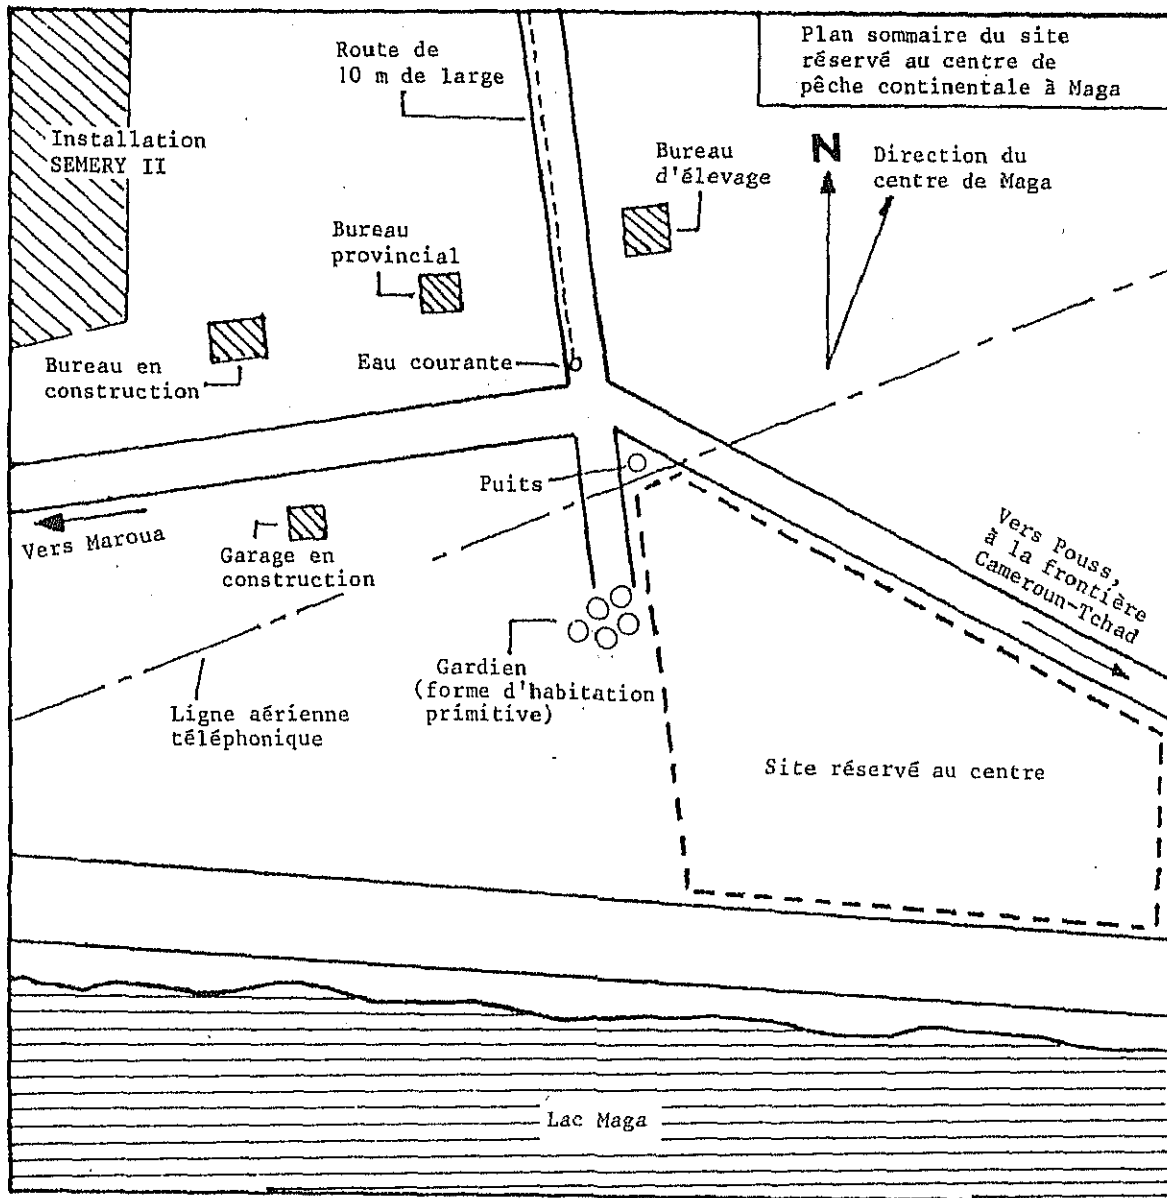 Plan sommaire du site
réservé au centre de
pêche continentale à Maga
Route de
10 m de large
Installation
SEMERY II
Bureau
d'élevage
N
Direction du
centre de Maga
Bureau
provincial
Bureau en
construction
Eau courante
Puits
Vers Maroua
Garage en
construction
Vers Pouss,
à la frontière
Cameroun-Tchad
Gardien
(forme d'habitation
primitive)
Ligne aérienne
téléphonique
Site réservé au centre
Lac Maga